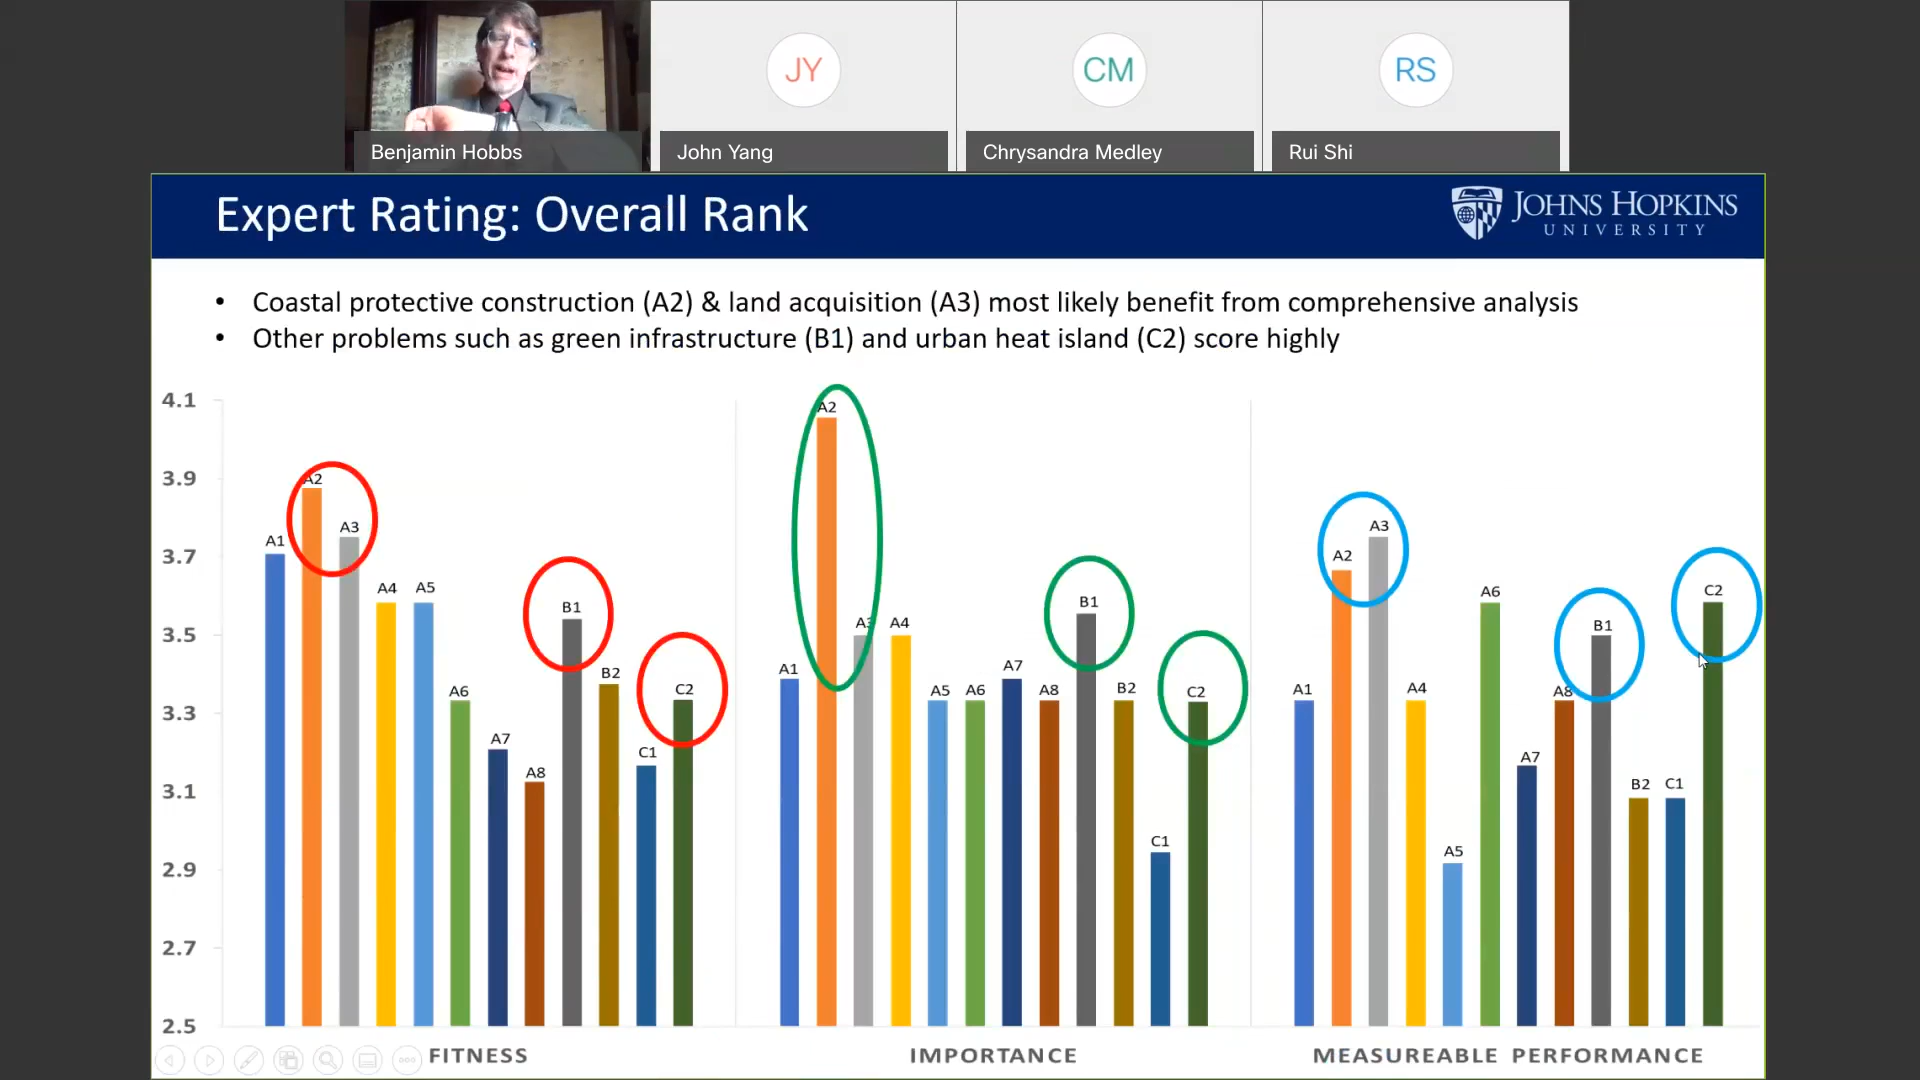 JY
CM
RS
Benjamin Hobbs
John Yang
Chrysandra Medley
Rui Shi
Expert Rating: Overall Rank
JOHNS HOPKINS
UNIVERSITY
• Coastal protective construction (A2) & land acquisition (A3) most likely benefit from comprehensive analysis
• Other problems such as green infrastructure (B1) and urban heat island (C2) score highly
4.1
3.9
3.7
3.5
3.3
3.1
2.9
2.7
2.5
A1
A2
A3
A4
A5
A6
A7
A8
B1
B2
C1
C2
FITNESS
A1
A2
A3
A4
A5
A6
A7
A8
B1
B2
C1
C2
IMPORTANCE
A1
A2
A3
A4
A5
A6
A7
A8
B1
B2
C1
C2
MEASUREABLE PERFORMANCE